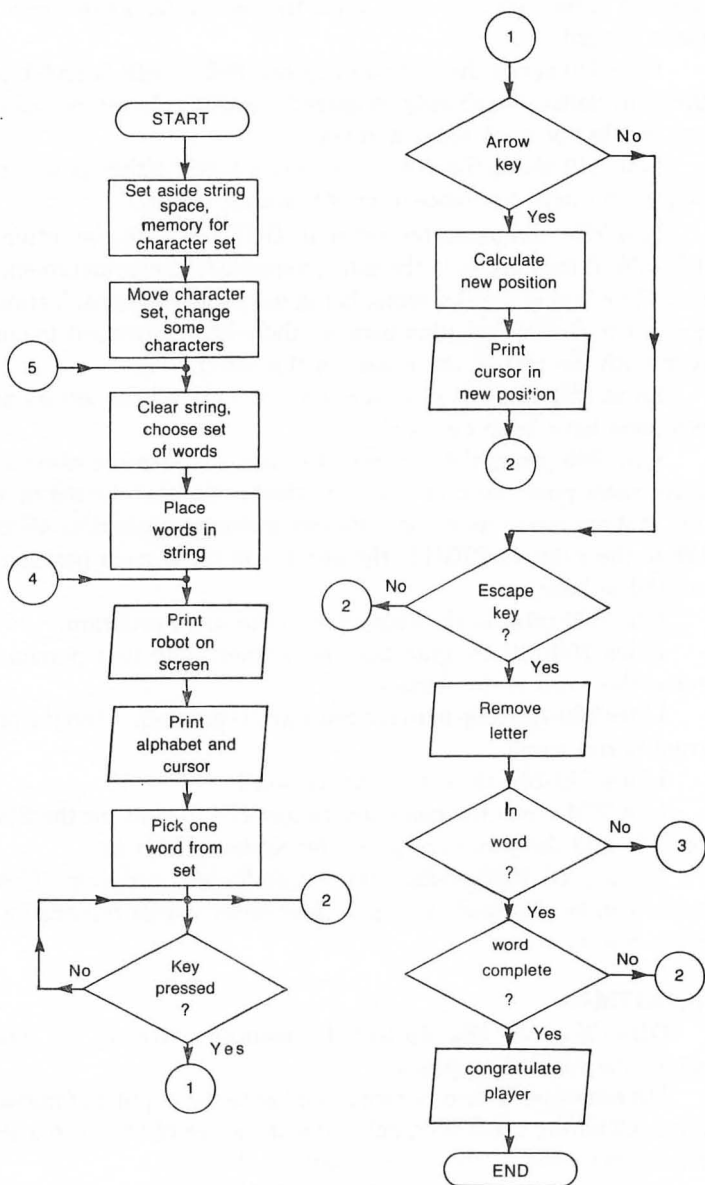 START
Set aside string
space,
memory for
character set
Move character
set, change
some
characters
5
Clear string,
choose set
of words
Place
words in
string
4
Print
robot on
screen
Print
alphabet and
cursor
Pick one
word from
set
2
No
Key
pressed
?
Yes
1
1
Arrow
key
No
Yes
Calculate
new position
Print
cursor in
new position
2
No
2
Escape
key
?
Yes
Remove
letter
In
word
?
No
3
Yes
word
complete
?
No
2
Yes
congratulate
player
END